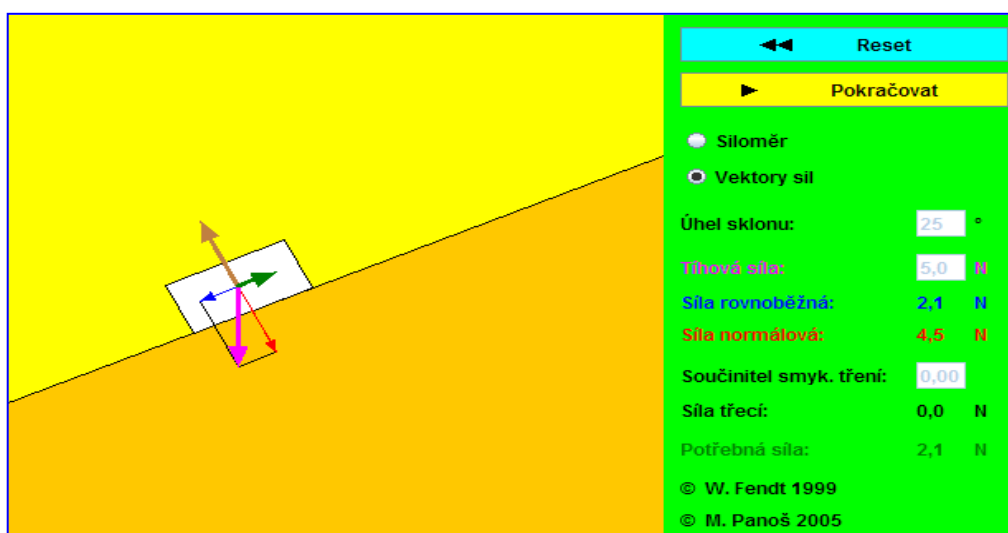 Reset
Pokračovat
Siloměr
Vektory sil
Úhel sklonu: 25 °
Tíhová síla: 5,0 N
Síla rovnoběžná: 2,1 N
Síla normálová: 4,5 N
Součinitel smyk. tření: 0,00
Síla třecí: 0,0 N
Potřebná síla: 2,1 N
© W. Fendt 1999
© M. Panoš 2005